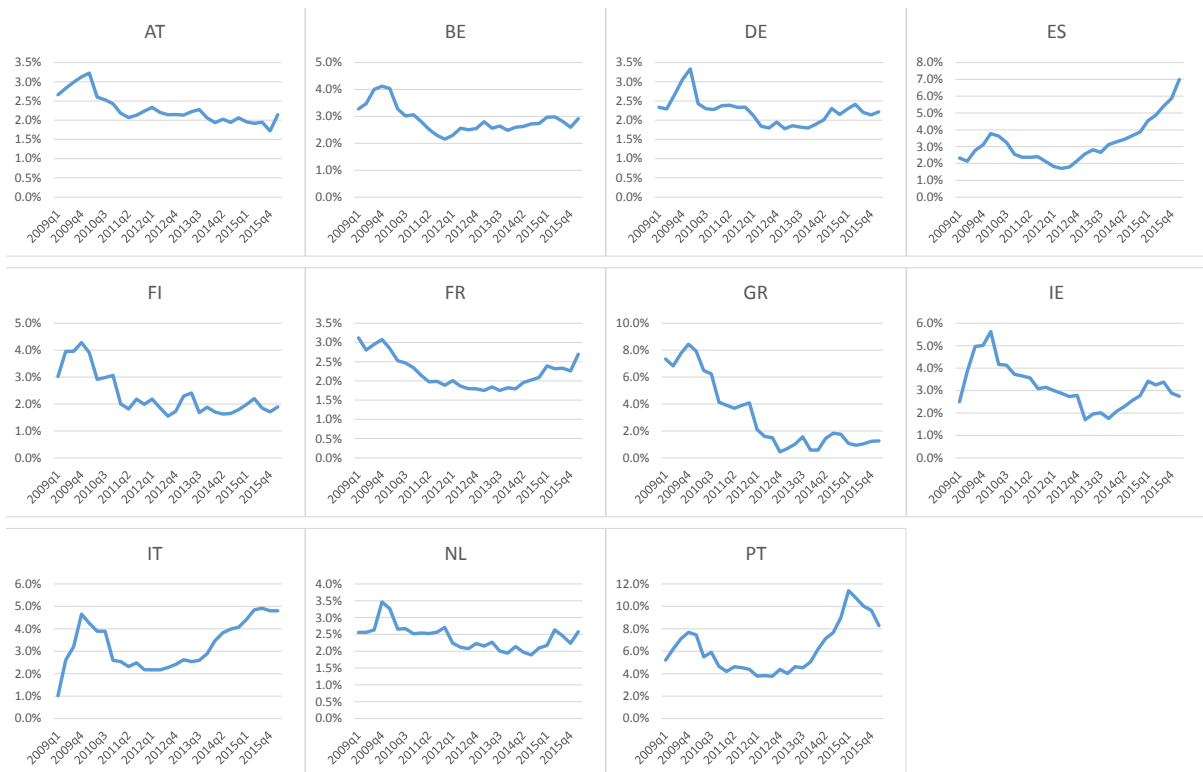 AT
3.5%
3.0%
2.5%
2.0%
1.5%
1.0%
0.5%
0.0%
2009q1
2009q4
2010q3
2011q2
2012q1
2012q4
2013q3
2014q2
2015q1
2015q4
BE
5.0%
4.0%
3.0%
2.0%
1.0%
0.0%
2009q1
2009q4
2010q3
2011q2
2012q1
2012q4
2013q3
2014q2
2015q1
2015q4
DE
3.5%
3.0%
2.5%
2.0%
1.5%
1.0%
0.5%
0.0%
2009q1
2009q4
2010q3
2011q2
2012q1
2012q4
2013q3
2014q2
2015q1
2015q4
ES
8.0%
7.0%
6.0%
5.0%
4.0%
3.0%
2.0%
1.0%
0.0%
2009q1
2009q4
2010q3
2011q2
2012q1
2012q4
2013q3
2014q2
2015q1
2015q4
FI
5.0%
4.0%
3.0%
2.0%
1.0%
0.0%
2009q1
2009q4
2010q3
2011q2
2012q1
2012q4
2013q3
2014q2
2015q1
2015q4
FR
3.5%
3.0%
2.5%
2.0%
1.5%
1.0%
0.5%
0.0%
2009q1
2009q4
2010q3
2011q2
2012q1
2012q4
2013q3
2014q2
2015q1
2015q4
GR
10.0%
8.0%
6.0%
4.0%
2.0%
0.0%
2009q1
2009q4
2010q3
2011q2
2012q1
2012q4
2013q3
2014q2
2015q1
2015q4
IE
6.0%
5.0%
4.0%
3.0%
2.0%
1.0%
0.0%
2009q1
2009q4
2010q3
2011q2
2012q1
2012q4
2013q3
2014q2
2015q1
2015q4
IT
6.0%
5.0%
4.0%
3.0%
2.0%
1.0%
0.0%
2009q1
2009q4
2010q3
2011q2
2012q1
2012q4
2013q3
2014q2
2015q1
2015q4
NL
4.0%
3.5%
3.0%
2.5%
2.0%
1.5%
1.0%
0.5%
0.0%
2009q1
2009q4
2010q3
2011q2
2012q1
2012q4
2013q3
2014q2
2015q1
2015q4
PT
12.0%
10.0%
8.0%
6.0%
4.0%
2.0%
0.0%
2009q1
2009q4
2010q3
2011q2
2012q1
2012q4
2013q3
2014q2
2015q1
2015q4